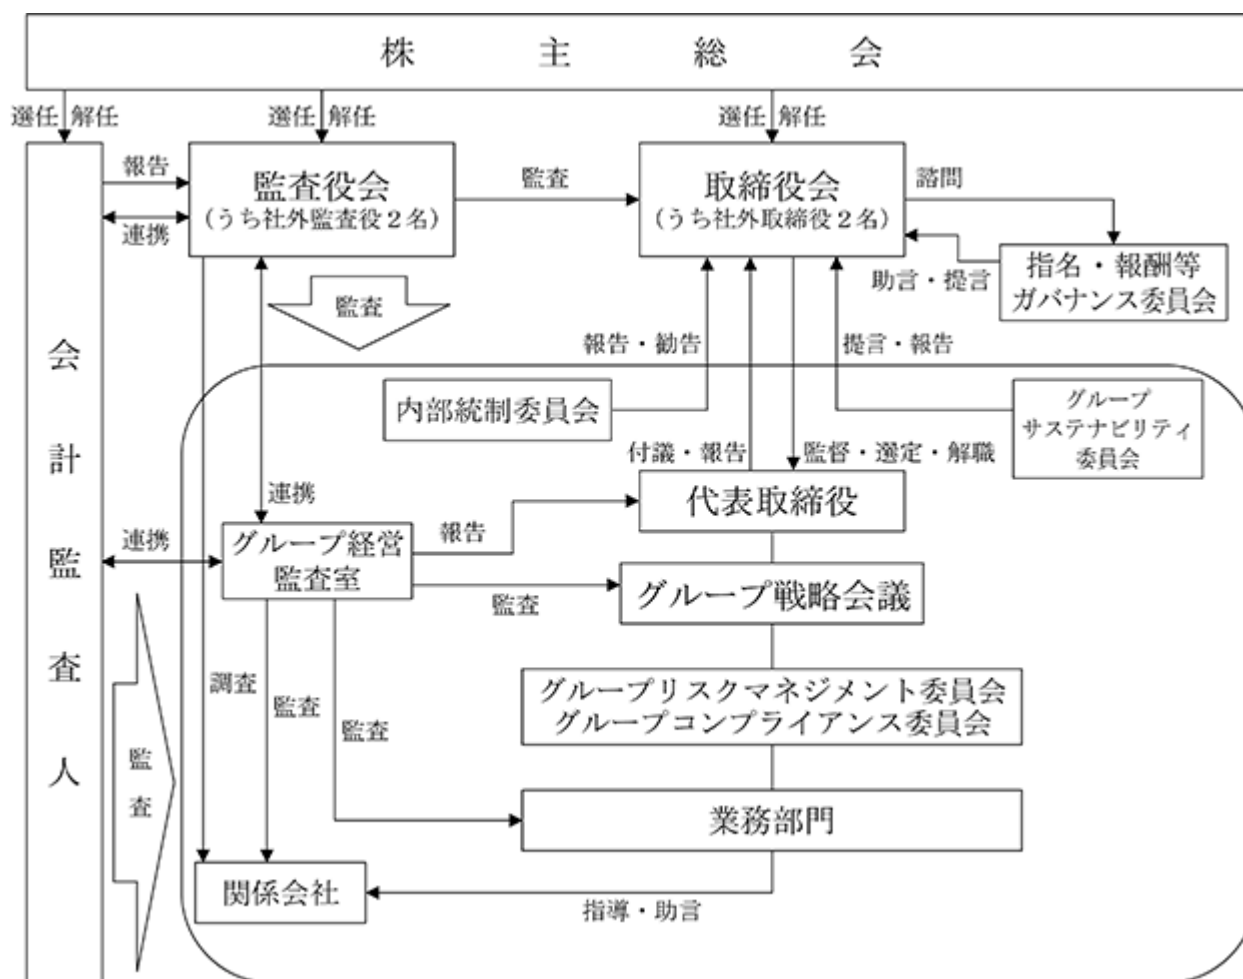 株主総会
選任 解任
選任 解任
選任 解任
報告
連携
監査役会
（うち社外監査役２名）
監査
取締役会
（うち社外取締役２名）
諮問
助言・提言
指名・報酬等
ガバナンス委員会
監査
報告・勧告
提言・報告
内部統制委員会
グループ
サステナビリティ
委員会
付議・報告
監督・選定・解職
代表取締役
連携
連携
グループ経営
監査室
報告
監査
グループ戦略会議
調査
監査
監査
グループリスクマネジメント委員会
グループコンプライアンス委員会
業務部門
関係会社
指導・助言
会計監査人
監査